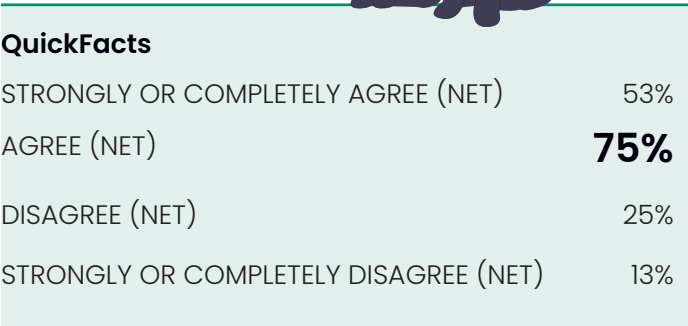 QuickFacts
STRONGLY OR COMPLETELY AGREE (NET) 53%
AGREE (NET) 75%
DISAGREE (NET) 25%
STRONGLY OR COMPLETELY DISAGREE (NET) 13%